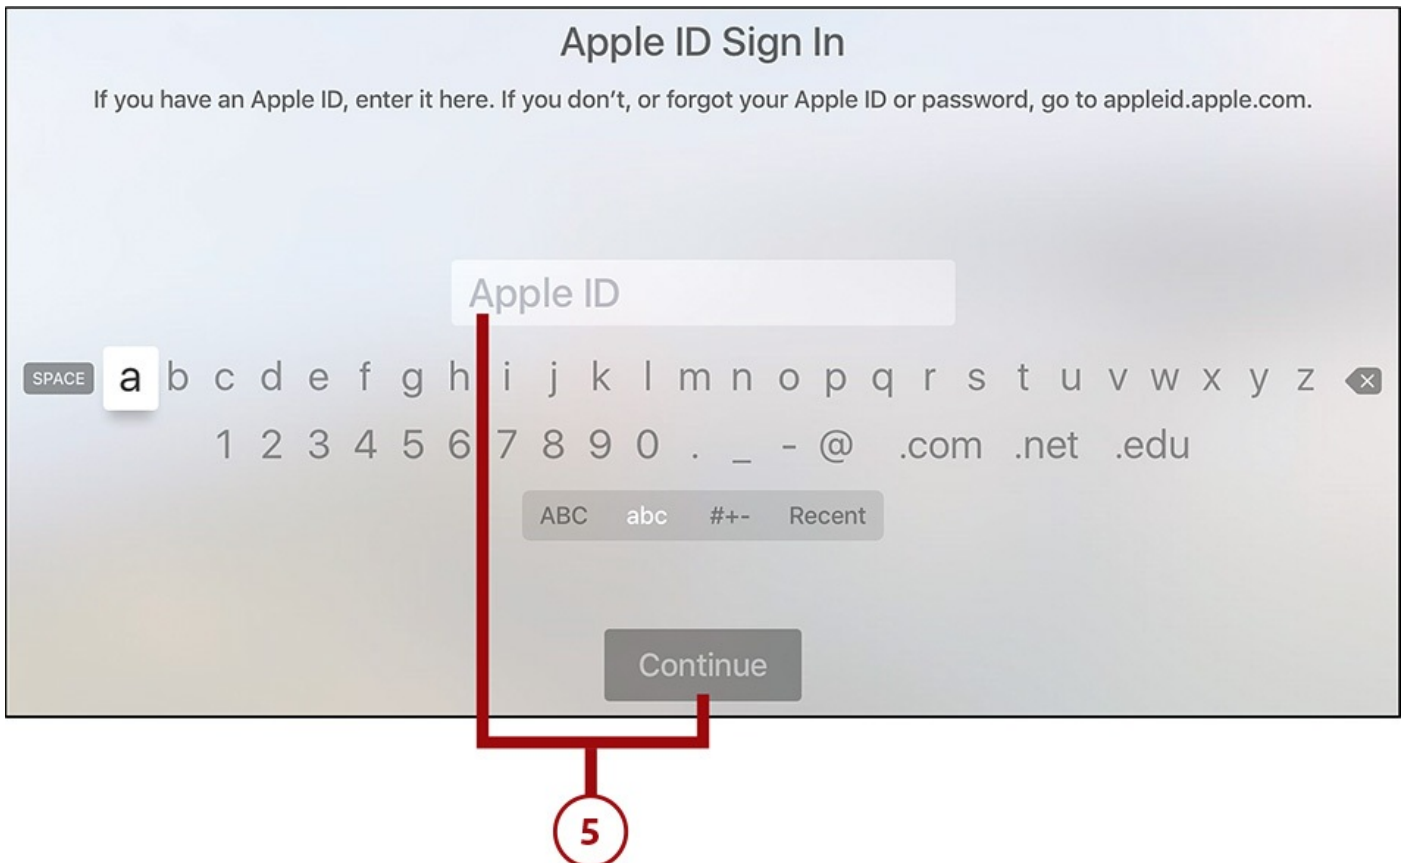 Apple ID Sign In
If you have an Apple ID, enter it here. If you don’t, or forgot your Apple ID or password, go to appleid.apple.com.
Apple ID
SPACE a b c d e f g h i j k l m n o p q r s t u v w x y z
1 2 3 4 5 6 7 8 9 0 . _ - @ .com .net .edu
ABC abc #+- Recent
Continue
5